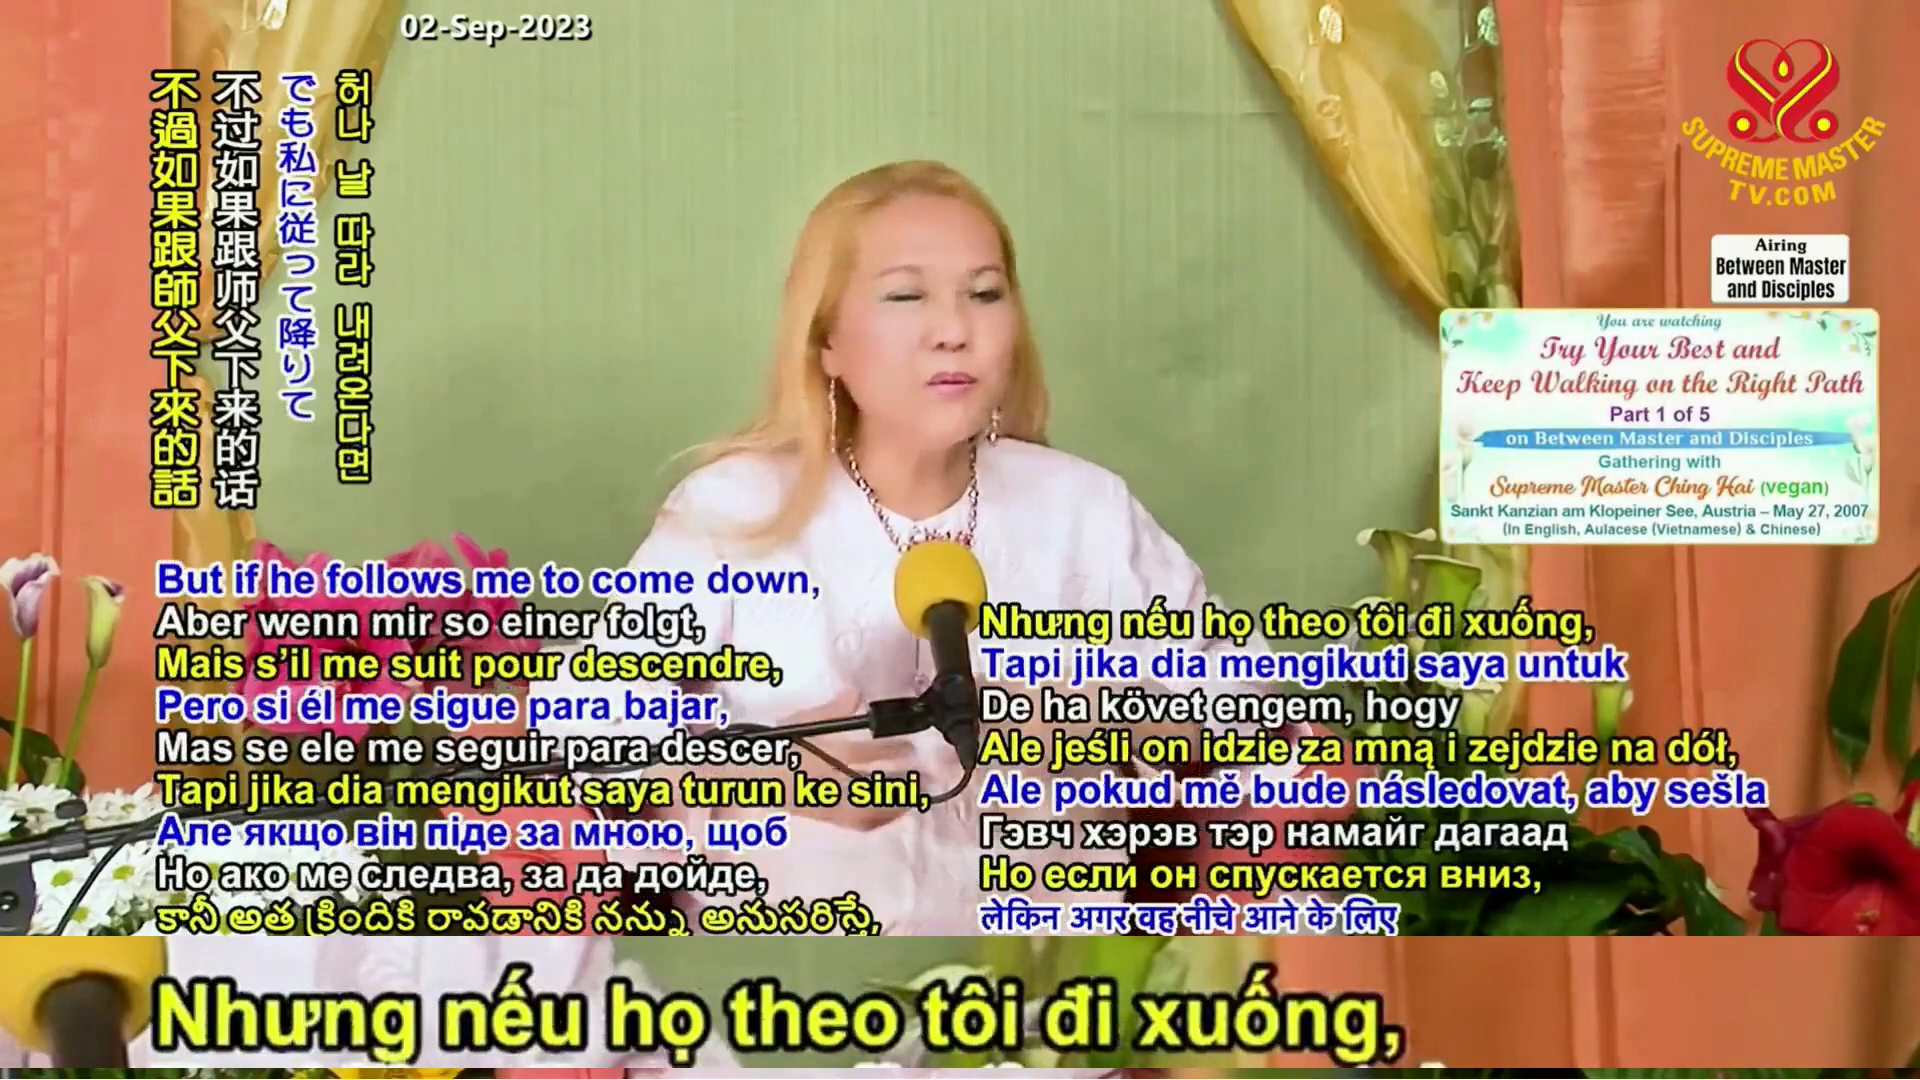 02-Sep-2023
허나 날 따라 내려온다면
でも私に従って降りて
不过如果跟师父下来的话
不過如果跟師父下來的話
SUPREME MASTER
TV.COM
Airing
Between Master
and Disciples
You are watching
Try Your Best and
Keep Walking on the Right Path
Part 1 of 5
on Between Master and Disciples
Gathering with
Supreme Master Ching Hai (vegan)
Sankt Kanzian am Klopeiner See, Austria – May 27, 2007
(In English, Aulacese (Vietnamese) & Chinese)
But if he follows me to come down,
Aber wenn mir so einer folgt,
Mais s’il me suit pour descendre,
Pero si él me sigue para bajar,
Mas se ele me seguir para descer,
Tapi jika dia mengikut saya turun ke sini,
Але якщо він піде за мною, щоб
Но ако ме следва, за да дойде,
కానీ అతను క్రిందికి రావడానికి నన్ను అనుసరిస్తే,
Nhưng nếu họ theo tôi đi xuống,
Tapi jika dia mengikuti saya untuk
De ha követ engem, hogy
Ale jeśli on idzie za mną i zejdzie na dół,
Ale pokud mě bude následovat, aby sešla
Гэвч хэрэв тэр намайг дагаад
Но если он спускается вниз,
लेकिन अगर वह नीचे आने के लिए
Nhưng nếu họ theo tôi đi xuống,